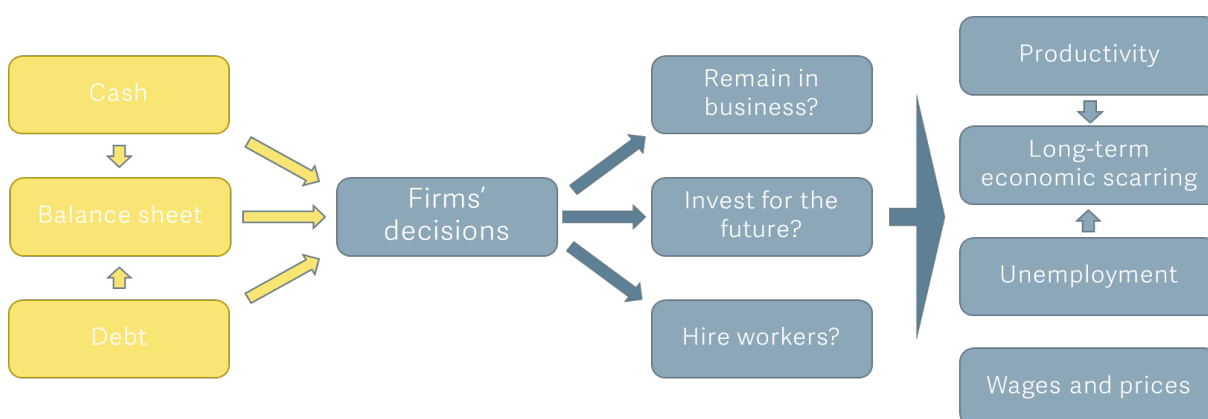 Cash
Balance sheet
Debt
Firms’
decisions
Remain in
business?
Invest for the
future?
Hire workers?
Productivity
Long-term
economic scarring
Unemployment
Wages and prices